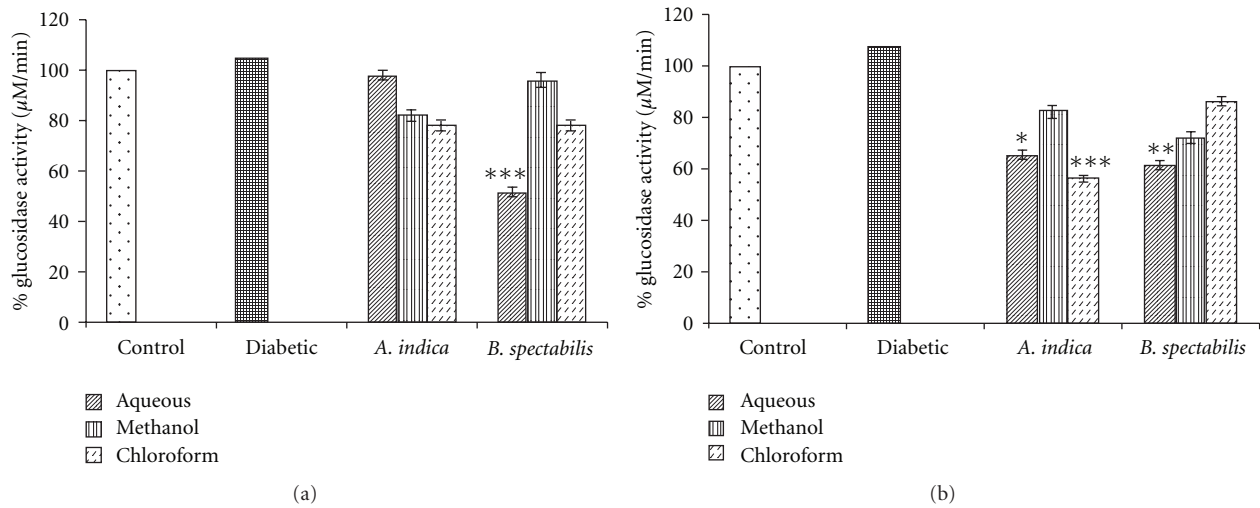 % glucosidase activity (µM/min)
120
100
80
60
40
20
0
***
Control
Diabetic
A. indica
B. spectabilis
Aqueous
Methanol
Chloroform
(a)
% glucosidase activity (µM/min)
120
100
80
60
40
20
0
*
***
**
Control
Diabetic
A. indica
B. spectabilis
Aqueous
Methanol
Chloroform
(b)